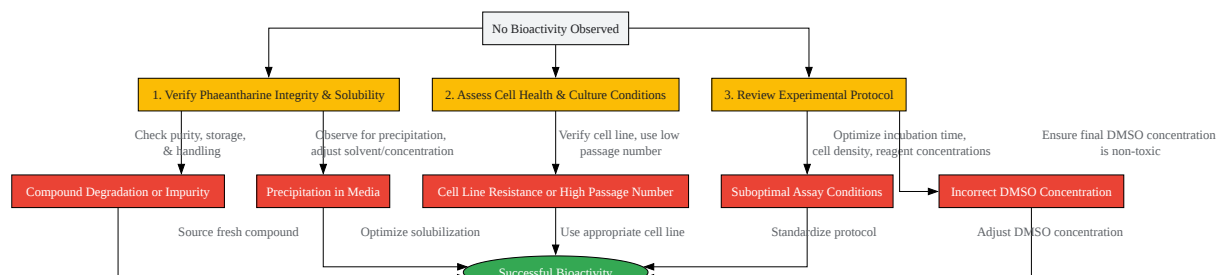 No Bioactivity Observed
1. Verify Phaeantharine Integrity & Solubility
2. Assess Cell Health & Culture Conditions
3. Review Experimental Protocol
Check purity, storage,
& handling
Observe for precipitation,
adjust solvent/concentration
Verify cell line, use low
passage number
Optimize incubation time,
cell density, reagent concentrations
Ensure final DMSO concentration
is non-toxic
Compound Degradation or Impurity
Precipitation in Media
Cell Line Resistance or High Passage Number
Suboptimal Assay Conditions
Incorrect DMSO Concentration
Source fresh compound
Optimize solubilization
Use appropriate cell line
Standardize protocol
Adjust DMSO concentration
Successful Bioactivity